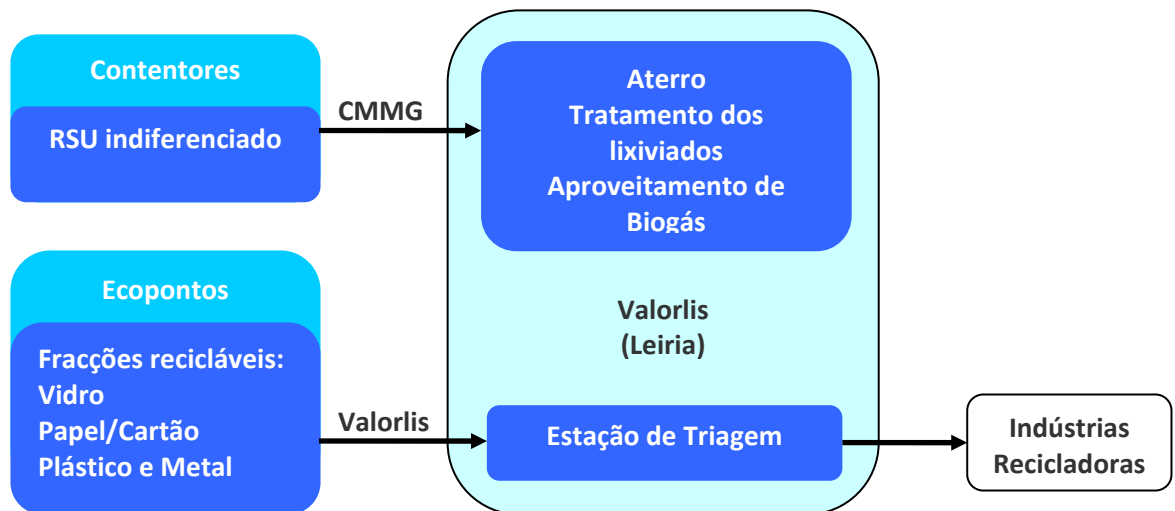 Contentores
RSU indiferenciado
CMMG
Aterro
Tratamento dos
lixiviados
Aproveitamento de
Biogás
Ecopontos
Fracções recicláveis:
Vidro
Papel/Cartão
Plástico e Metal
Valorlis
Valorlis
(Leiria)
Estação de Triagem
Indústrias
Recicladoras